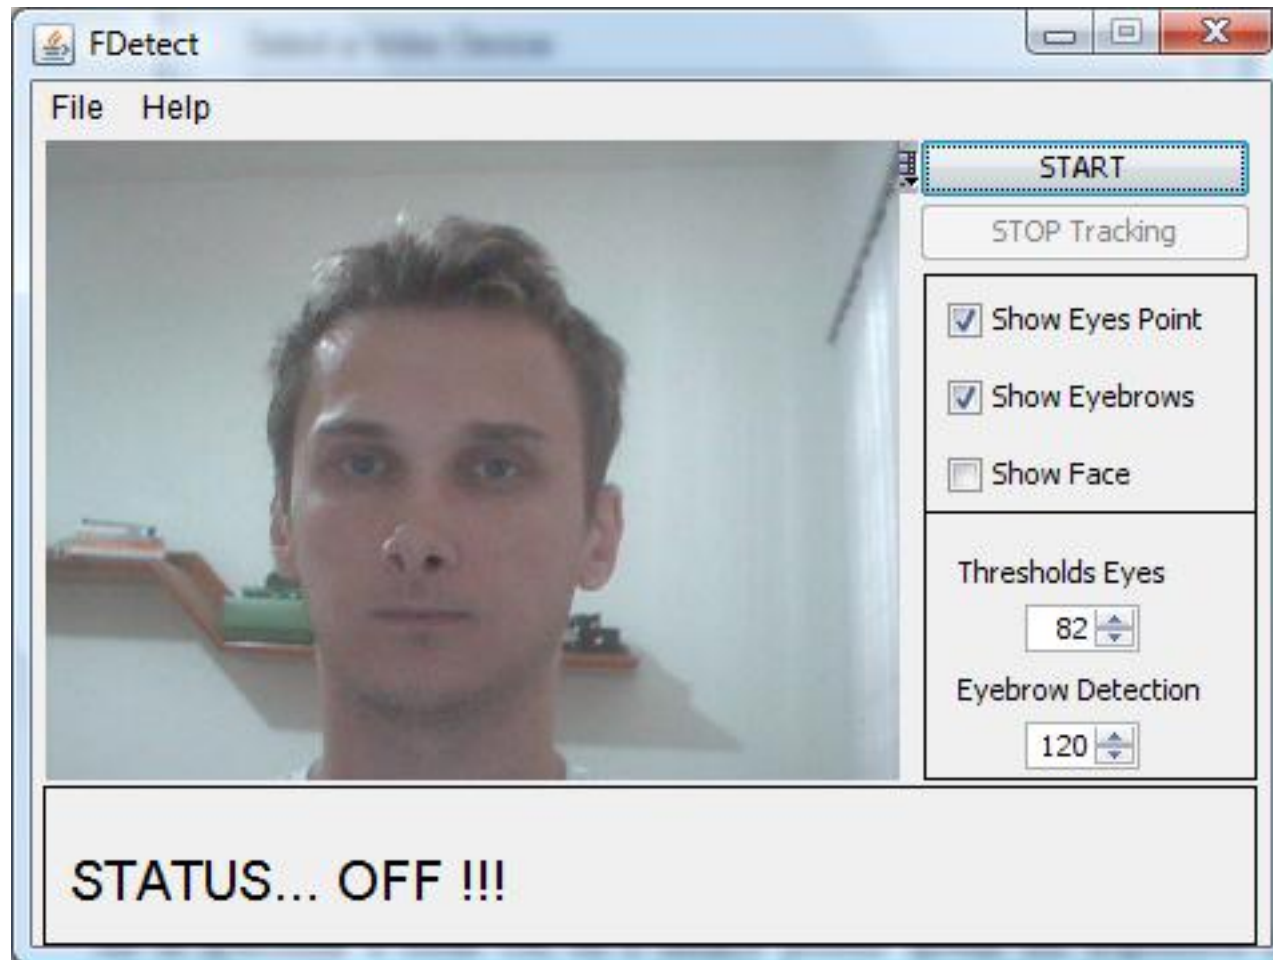 FDetect
File Help
START
STOP Tracking
Show Eyes Point
Show Eyebrows
Show Face
Thresholds Eyes
82
Eyebrow Detection
120
STATUS... OFF !!!